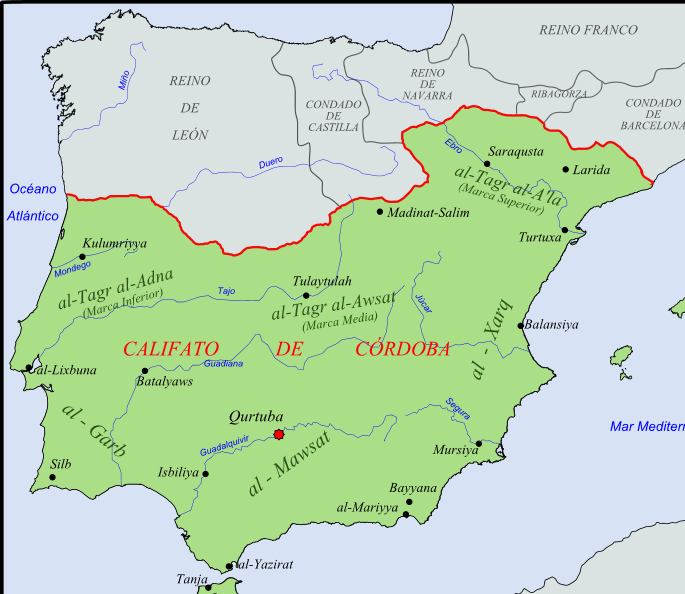 REINO FRANCO
REINO
DE
LEÓN
Miño
CONDADO
DE
CASTILLA
REINO
DE
NAVARRA
RIBAGORZA
CONDADO
DE
BARCELONA
Duero
Ebro
Saraqusta
Larida
al-Tagr al-A'la
(Marca Superior)
Océano
Atlántico
Madinat-Salim
Turtuxa
Kulumriyya
Mondego
al-Tagr al-Adna
(Marca Inferior)
Tajo
Tulaytulah
al-Tagr al-Awsat
(Marca Media)
Júcar
al - Xarq
Balansiya
CALIFATO DE CÓRDOBA
Guadiana
al-Lixbuna
Batalyaws
al - Garb
Qurtuba
Segura
Mar Mediterr
Guadalquivir
al - Mawsat
Mursiya
Silb
Isbiliya
Bayyana
al-Mariyya
al-Yazirat
Tanja